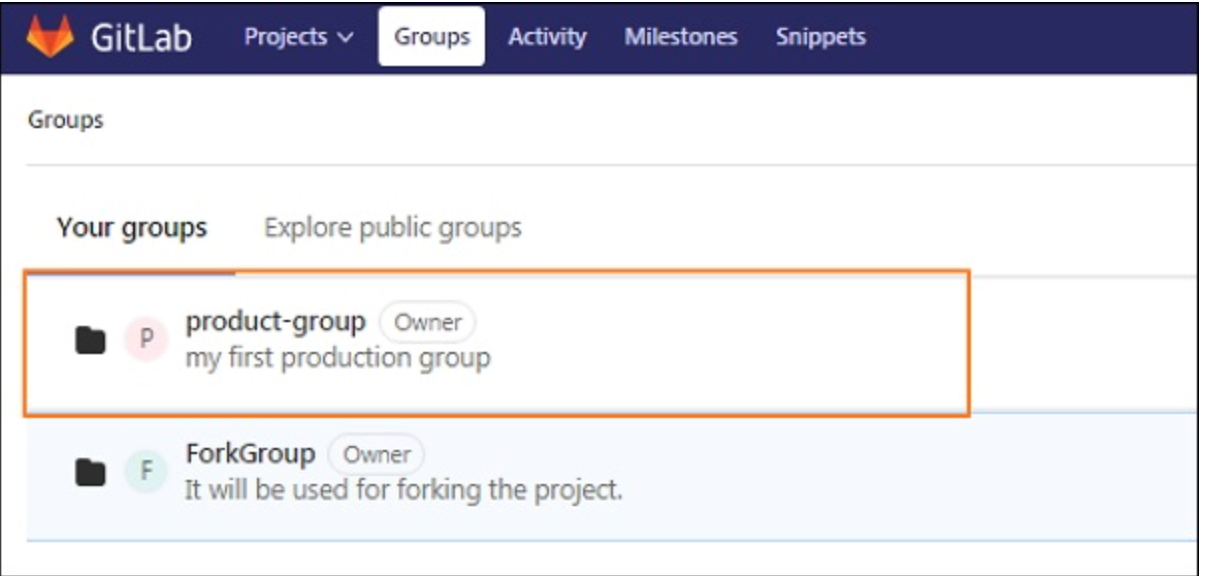 GitLab Projects Groups Activity Milestones Snippets
Groups
Your groups Explore public groups
P product-group Owner
my first production group
F ForkGroup Owner
It will be used for forking the project.